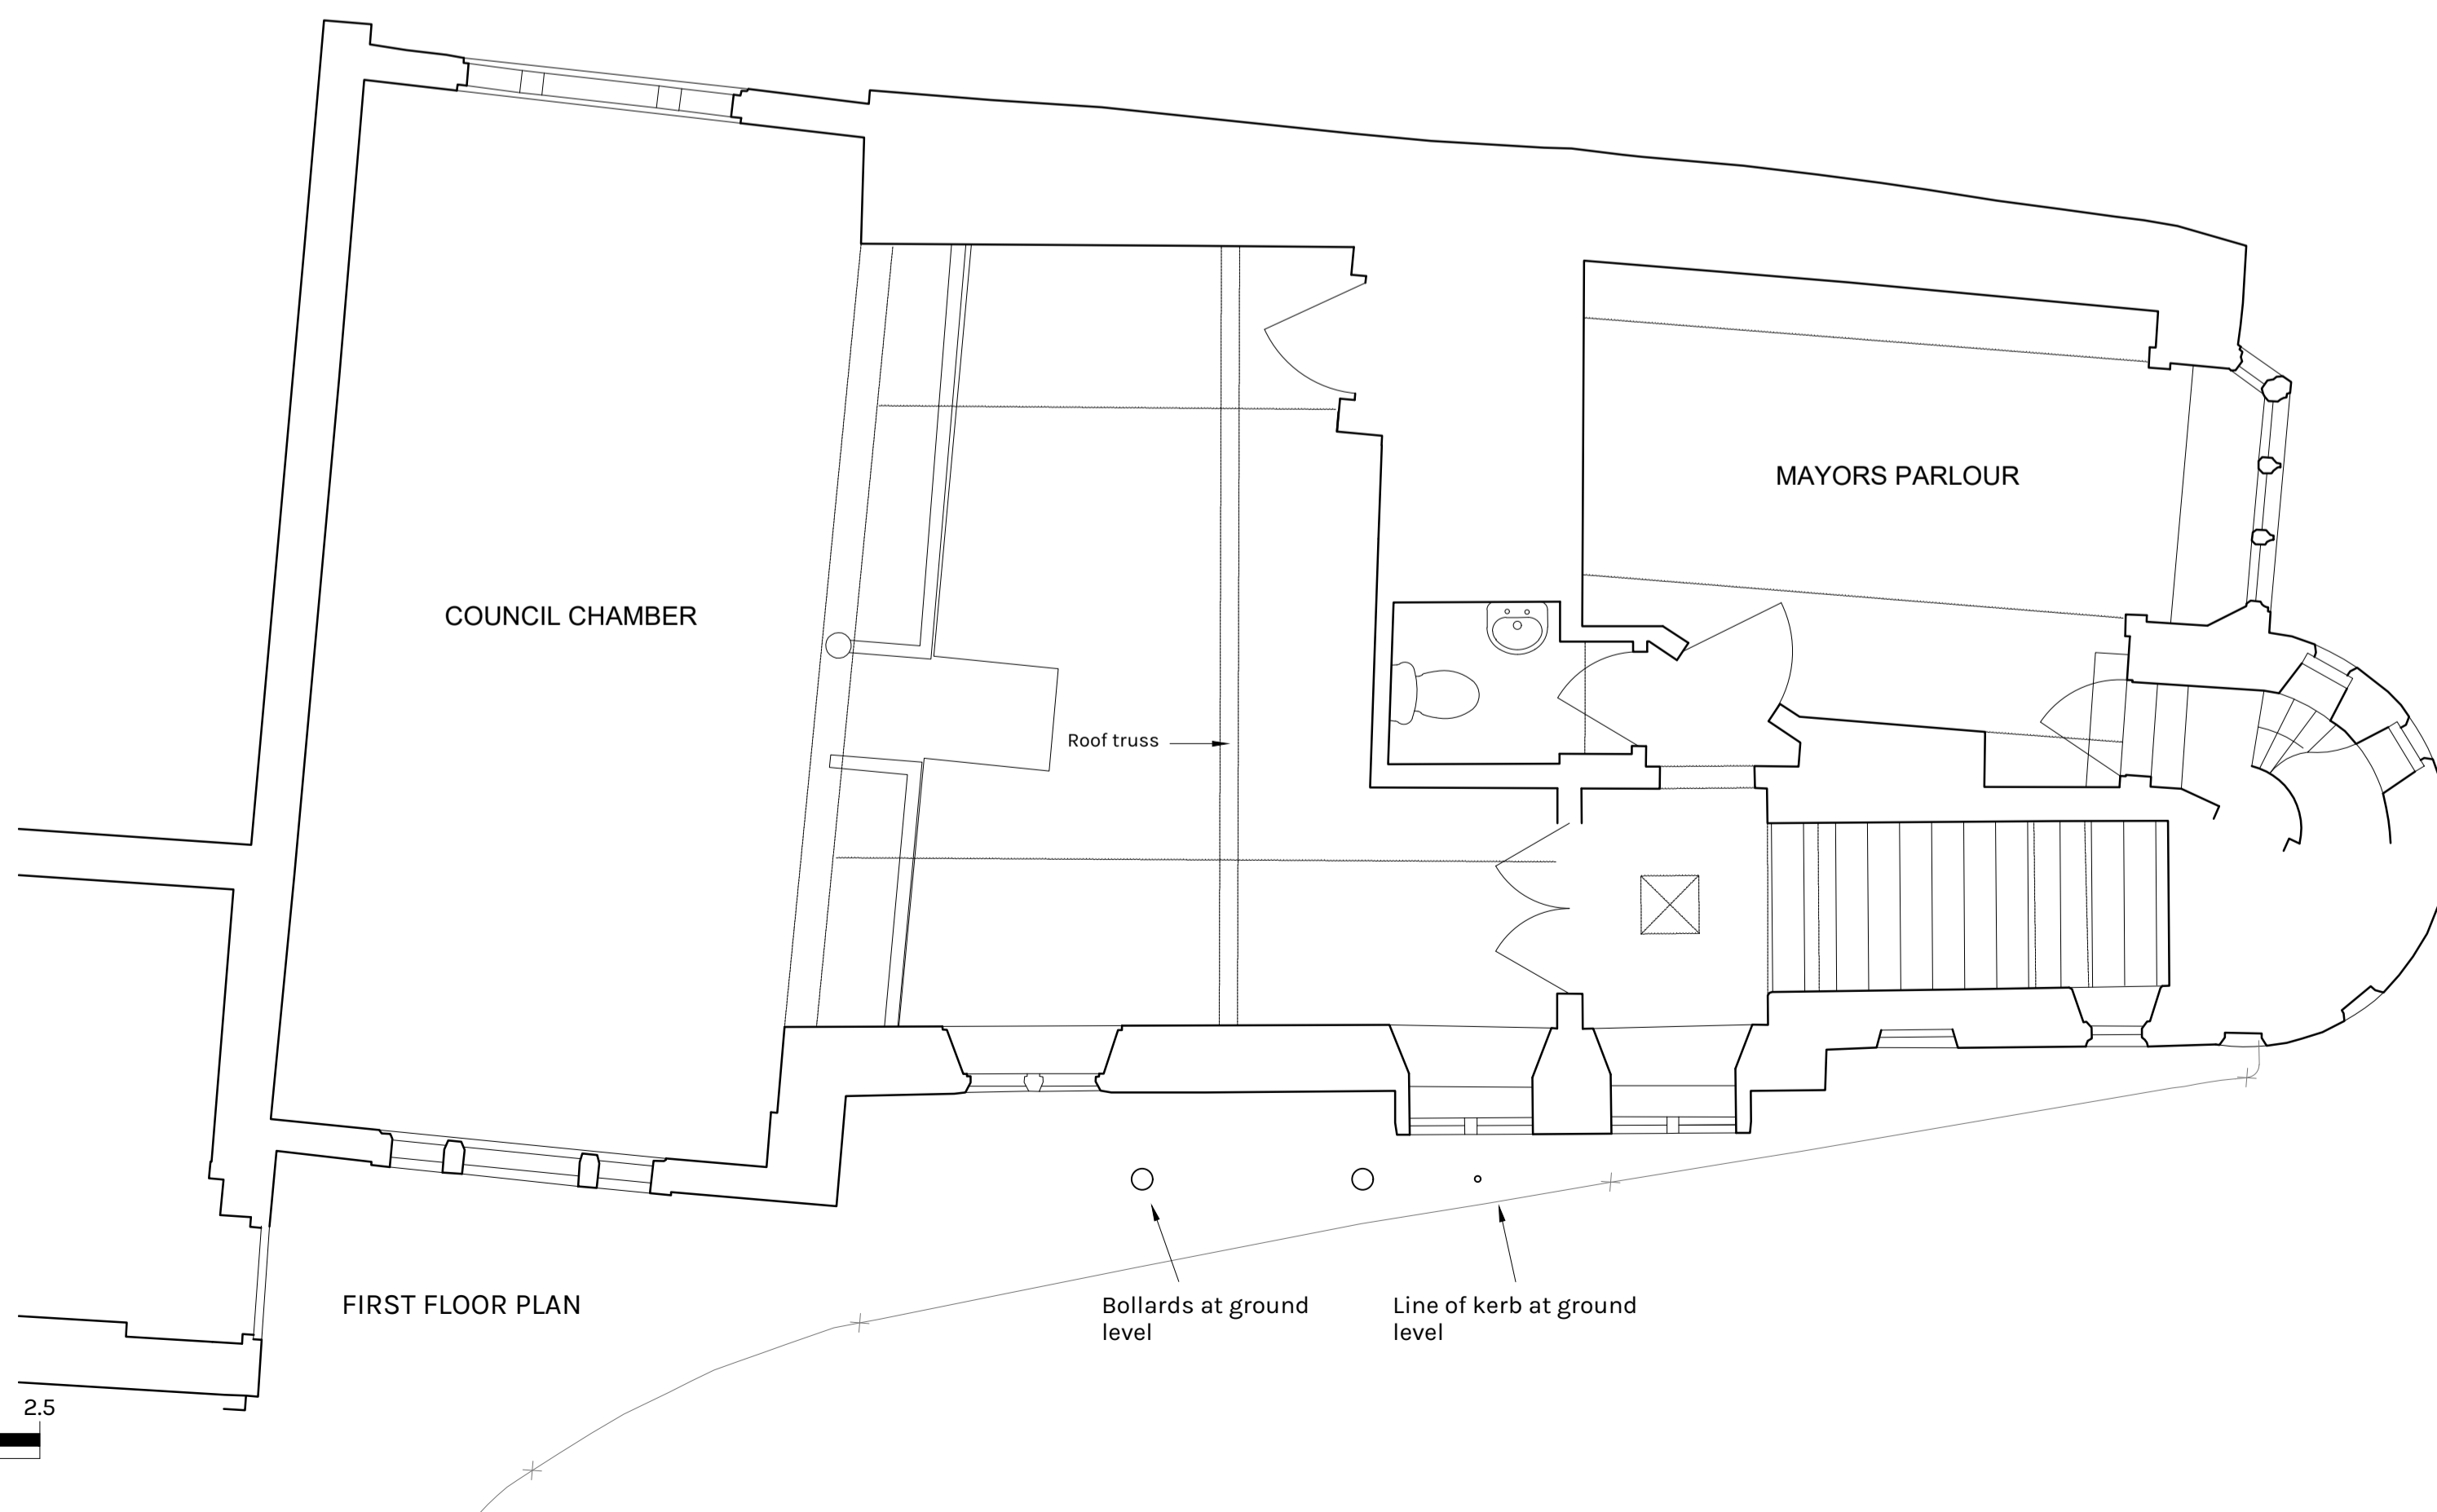 MAYORS PARLOUR
COUNCIL CHAMBER
Roof truss
FIRST FLOOR PLAN
Bollards at ground
level
Line of kerb at ground
level
2.5